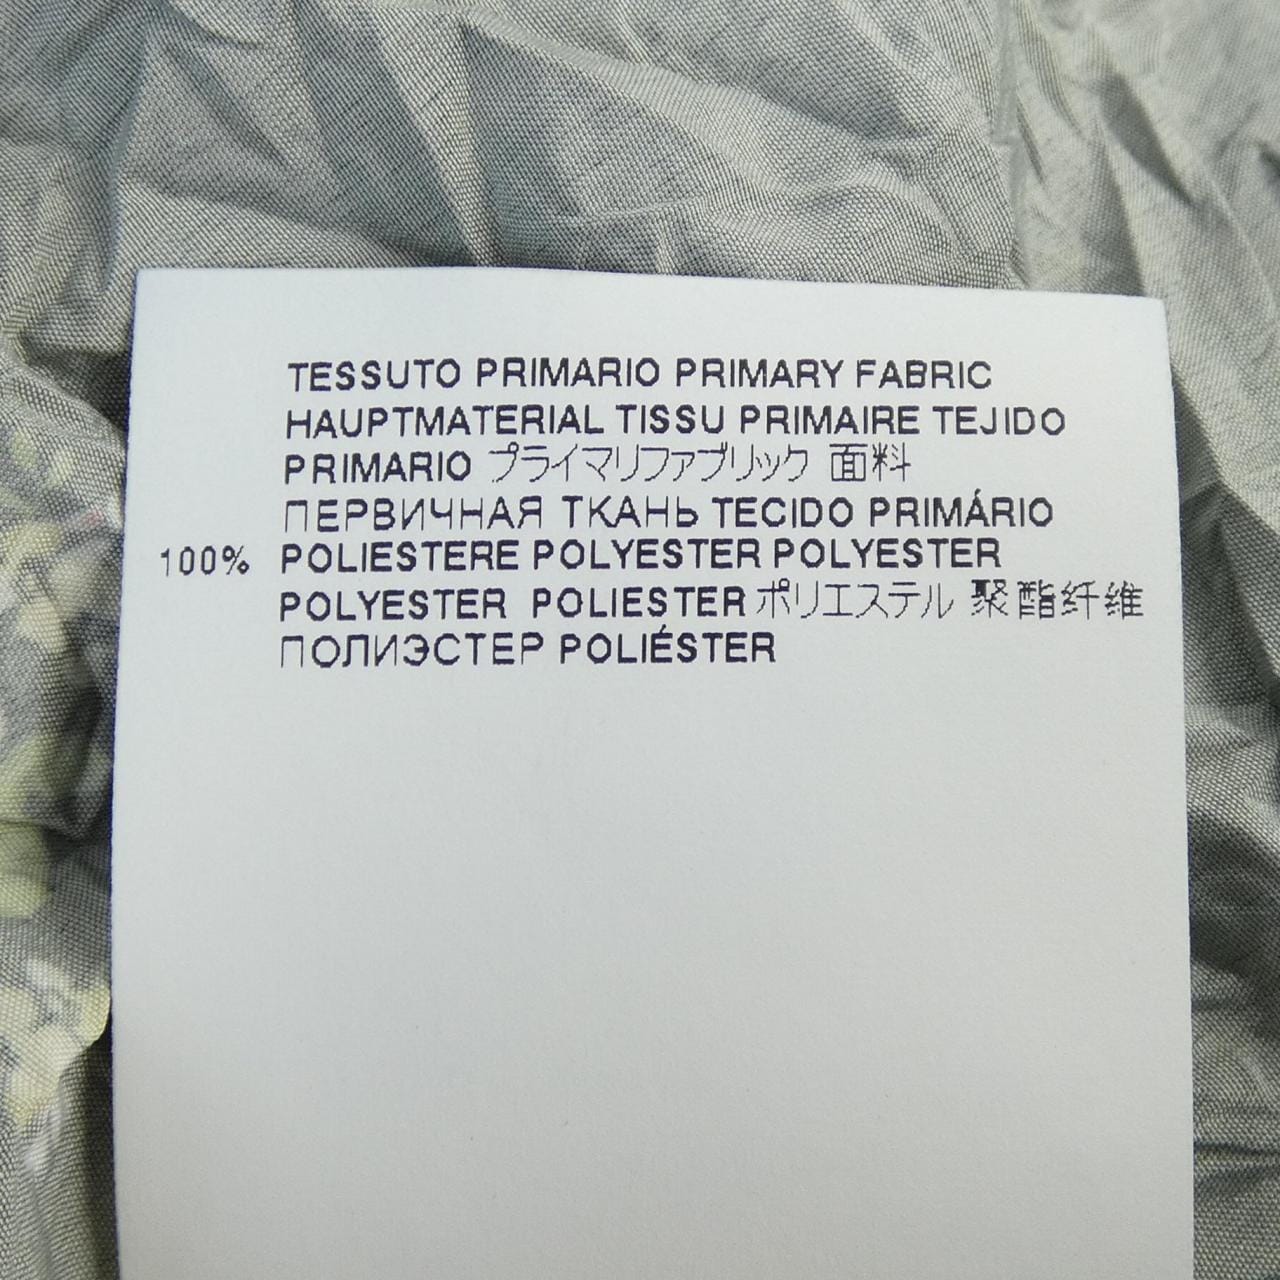 TESSUTO PRIMARIO PRIMARY FABRIC
HAUPTMATERIAL TISSU PRIMAIRE TEJIDO
PRIMARIO プライマリファブリック 面料
ПЕРВИЧНАЯ ТКАНЬ TECIDO PRIMÁRIO
100% POLIESTERE POLYESTER POLYESTER
POLYESTER POLIESTER ポリエステル 聚酯纤维
ПОЛИЭСТЕР POLIÉSTER